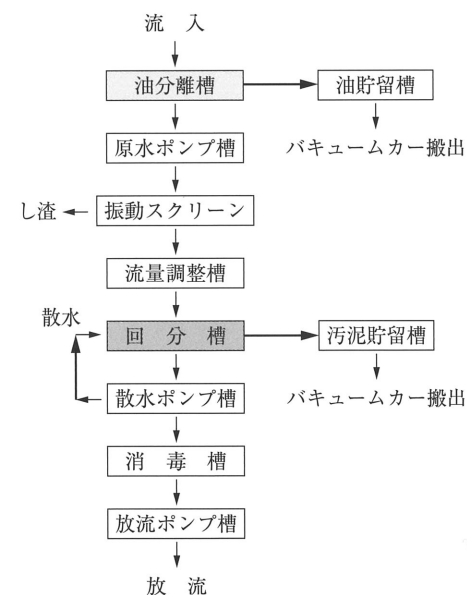 流 入
油分離槽 油貯留槽
原水ポンプ槽 バキュームカー搬出
し渣 振動スクリーン
流量調整槽
散水
回 分 槽 汚泥貯留槽
散水ポンプ槽 バキュームカー搬出
消 毒 槽
放流ポンプ槽
放 流